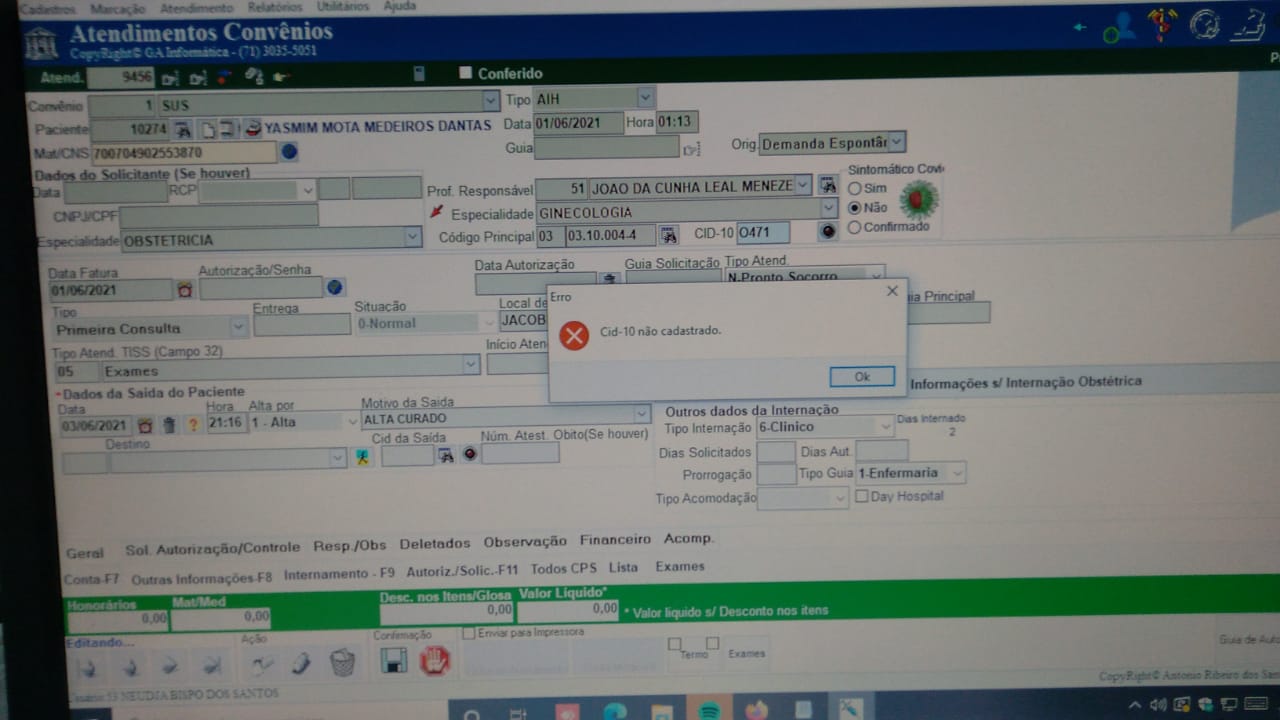 Cadastros Marcação Atendimento Relatórios Utilitários Ajuda
Atendimentos Convênios
CopyRight© GA Informática - (71) 3035-5051
Atend. 9456 Conferido
Convênio 1 SUS Tipo AIH
Paciente 10274 YASMIM MOTA MEDEIROS DANTAS Data 01/06/2021 Hora 01:13
Mat/CNS 700704902553870 Guia Orig. Demanda Espontân
Dados do Solicitante (Se houver) Sintomático Covi
Data RCP Prof. Responsável 51 JOAO DA CUNHA LEAL MENEZE Sim
CNPJ/CPF Especialidade GINECOLOGIA Não
Especialidade OBSTETRICIA Código Principal 03 03.10.004-4 CID-10 O471 Confirmado
Data Fatura Autorização/Senha Data Autorização Guia Solicitação Tipo Atend.
01/06/2021 N-Pronto Socorro
Tipo Entrega Situacão Local de ia Principal
Primeira Consulta 0-Normal JACOB
Erro
Cid-10 não cadastrado.
Ok
Tipo Atend. TISS (Campo 32) Início Aten
05 Exames
Informações s/ Internação Obstétrica
Dados da Saída do Paciente
Data Hora Alta por Motivo da Saída
03/06/2021 21:16 1 - Alta ALTA CURADO
Destino Cid da Saída Núm. Atest. Obito(Se houver)
Outros dados da Internação
Tipo Internação 6-Clinico Dias Internado
2
Dias Solicitados Dias Aut.
Prorrogação Tipo Guia 1-Enfermaria
Tipo Acomodação Day Hospital
Geral Sol. Autorização/Controle Resp./Obs Deletados Observação Financeiro Acomp.
Conta-F7 Outras Informações-F8 Internamento - F9 Autoriz./Solic.-F11 Todos CPS Lista Exames
Honorários Mat/Med Desc. nos Itens/Glosa Valor Líquido*
0,00 0,00 0,00 0,00 * Valor liquido s/ Desconto nos itens
Editando... Ação Confirmação Enviar para Impressora
Termo Exames Guia de Auto
CopyRight© Antonio Ribeiro dos San
Usuário 53 NEUDIA BISPO DOS SANTOS